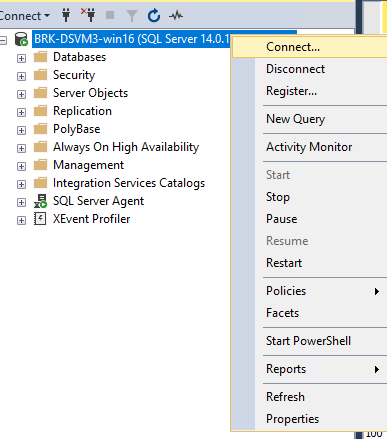 Connect
BRK-DSVM3-win16 (SQL Server 14.0.1
Databases
Security
Server Objects
Replication
PolyBase
Always On High Availability
Management
Integration Services Catalogs
SQL Server Agent
XEvent Profiler
Connect...
Disconnect
Register...
New Query
Activity Monitor
Start
Stop
Pause
Resume
Restart
Policies
Facets
Start PowerShell
Reports
Refresh
Properties
100